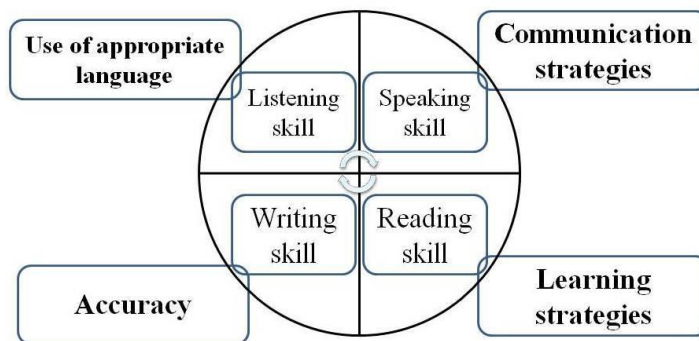 Use of appropriate
language
Communication
strategies
Listening
skill
Speaking
skill
Writing
skill
Reading
skill
Accuracy
Learning
strategies